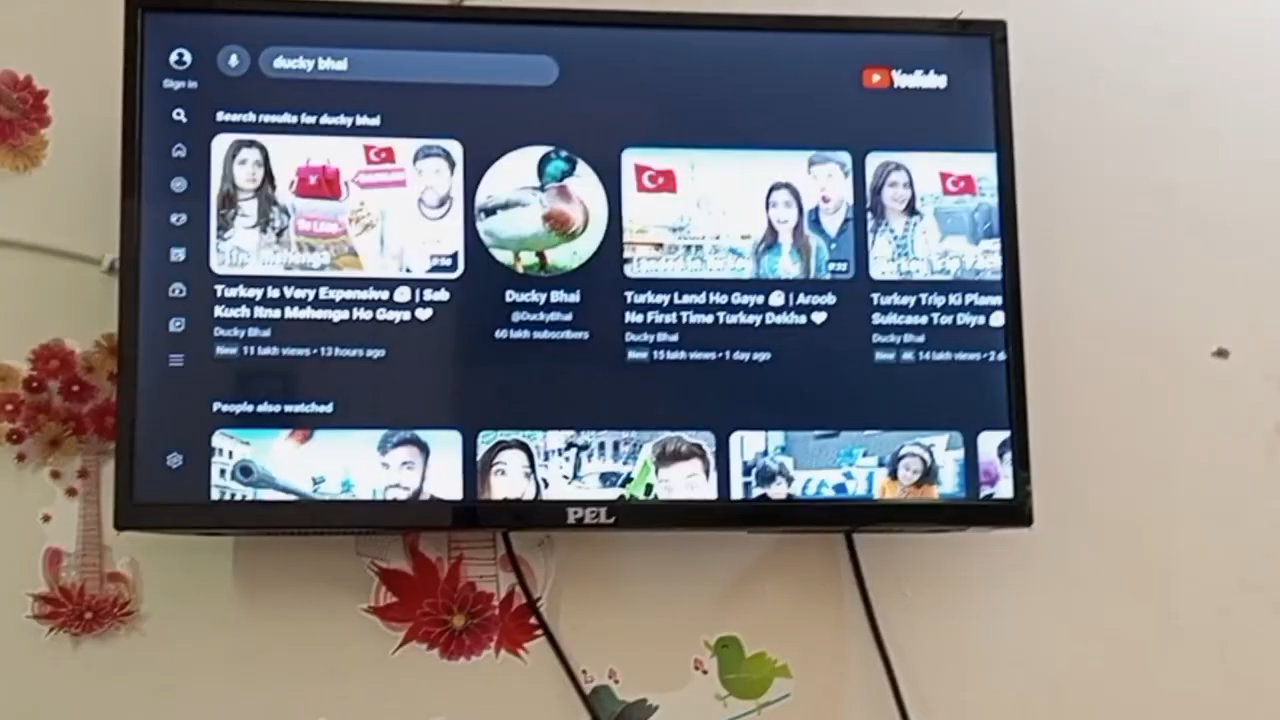 ducky bhai
YouTube
Sign in
Search results for ducky bhai
Turkey Is Very Expensive | Sab
Kuch Itna Mehenga Ho Gaya
Ducky Bhai
New 11 lakh views • 13 hours ago
Ducky Bhai
@DuckyBhai
60 lakh subscribers
Turkey Land Ho Gaye | Aroob
Ne First Time Turkey Dekha
Ducky Bhai
New 15 lakh views • 1 day ago
Turkey Trip Ki Plann
Suitcase Tor Diya
Ducky Bhai
New 4K 14 lakh views • 2 d
People also watched
PEL